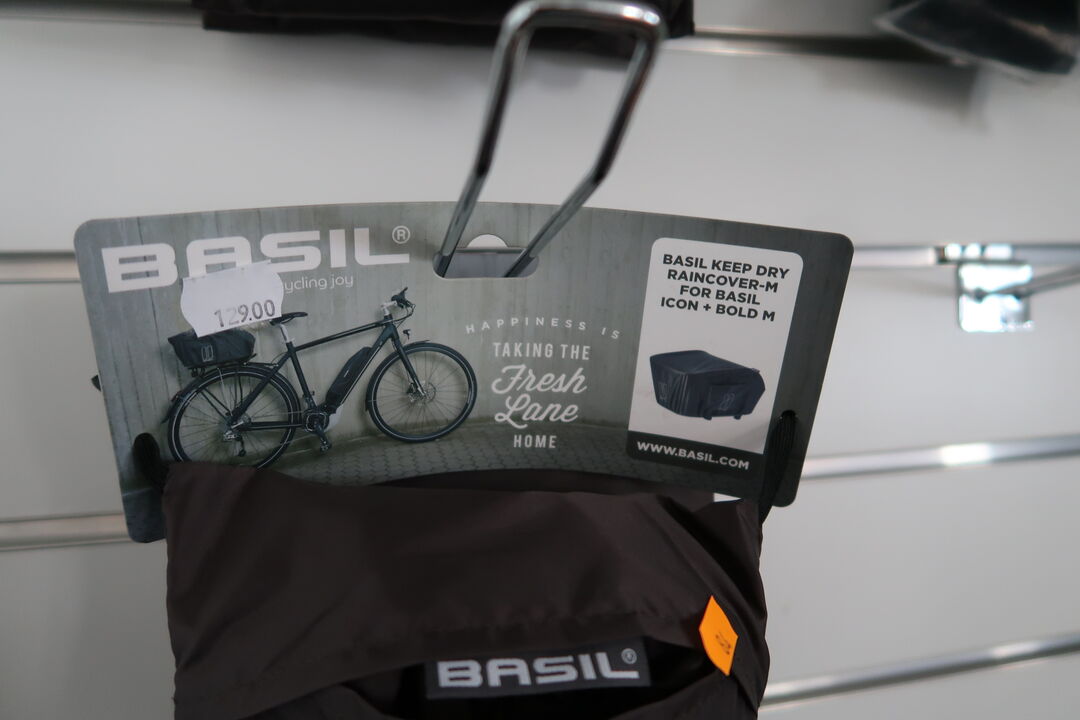 BASIL®
ycling joy
129.00
HAPPINESS IS
TAKING THE
Fresh
Lane
HOME
BASIL KEEP DRY
RAINCOVER-M
FOR BASIL
ICON + BOLD M
WWW.BASIL.COM
BASIL®